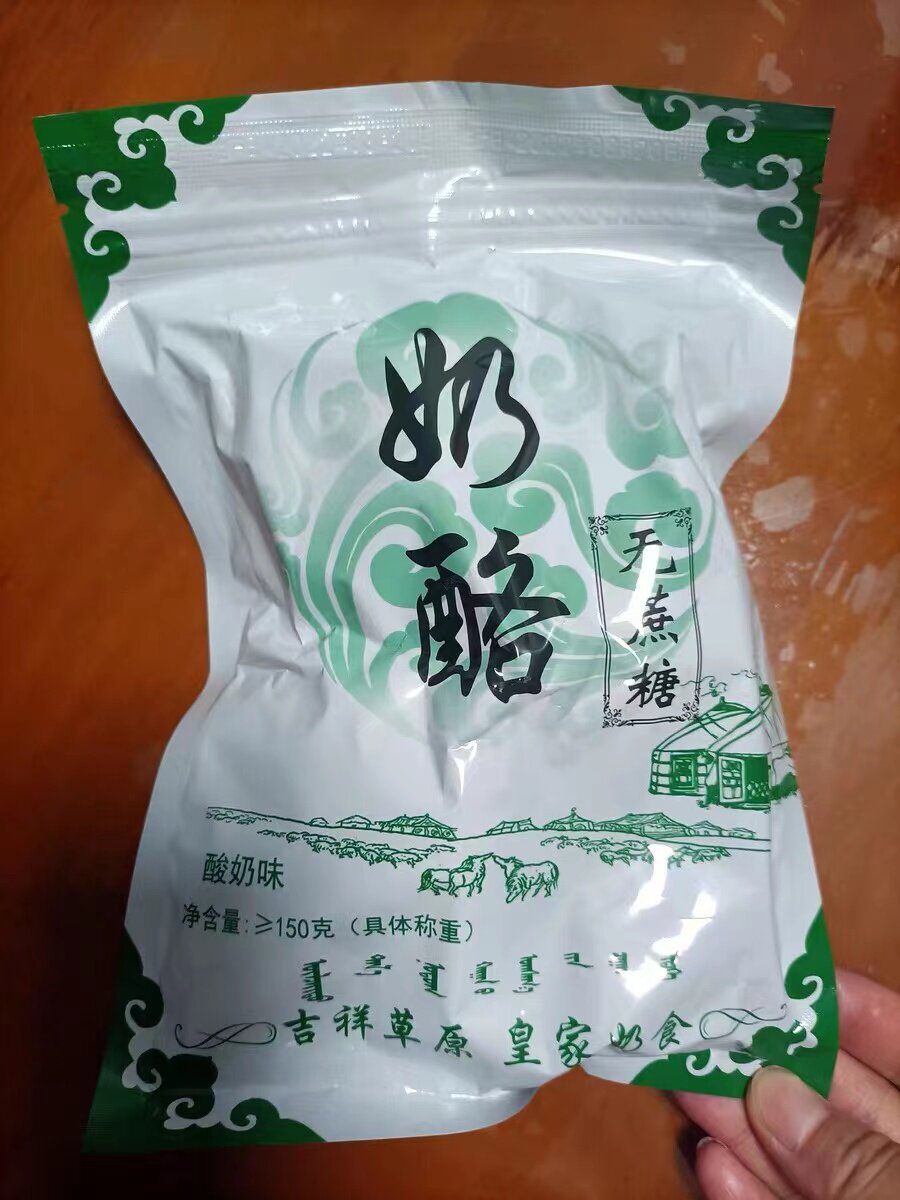 奶酪
无蔗糖
酸奶味
净含量:≥150克（具体称重）
吉祥草原 皇家奶食